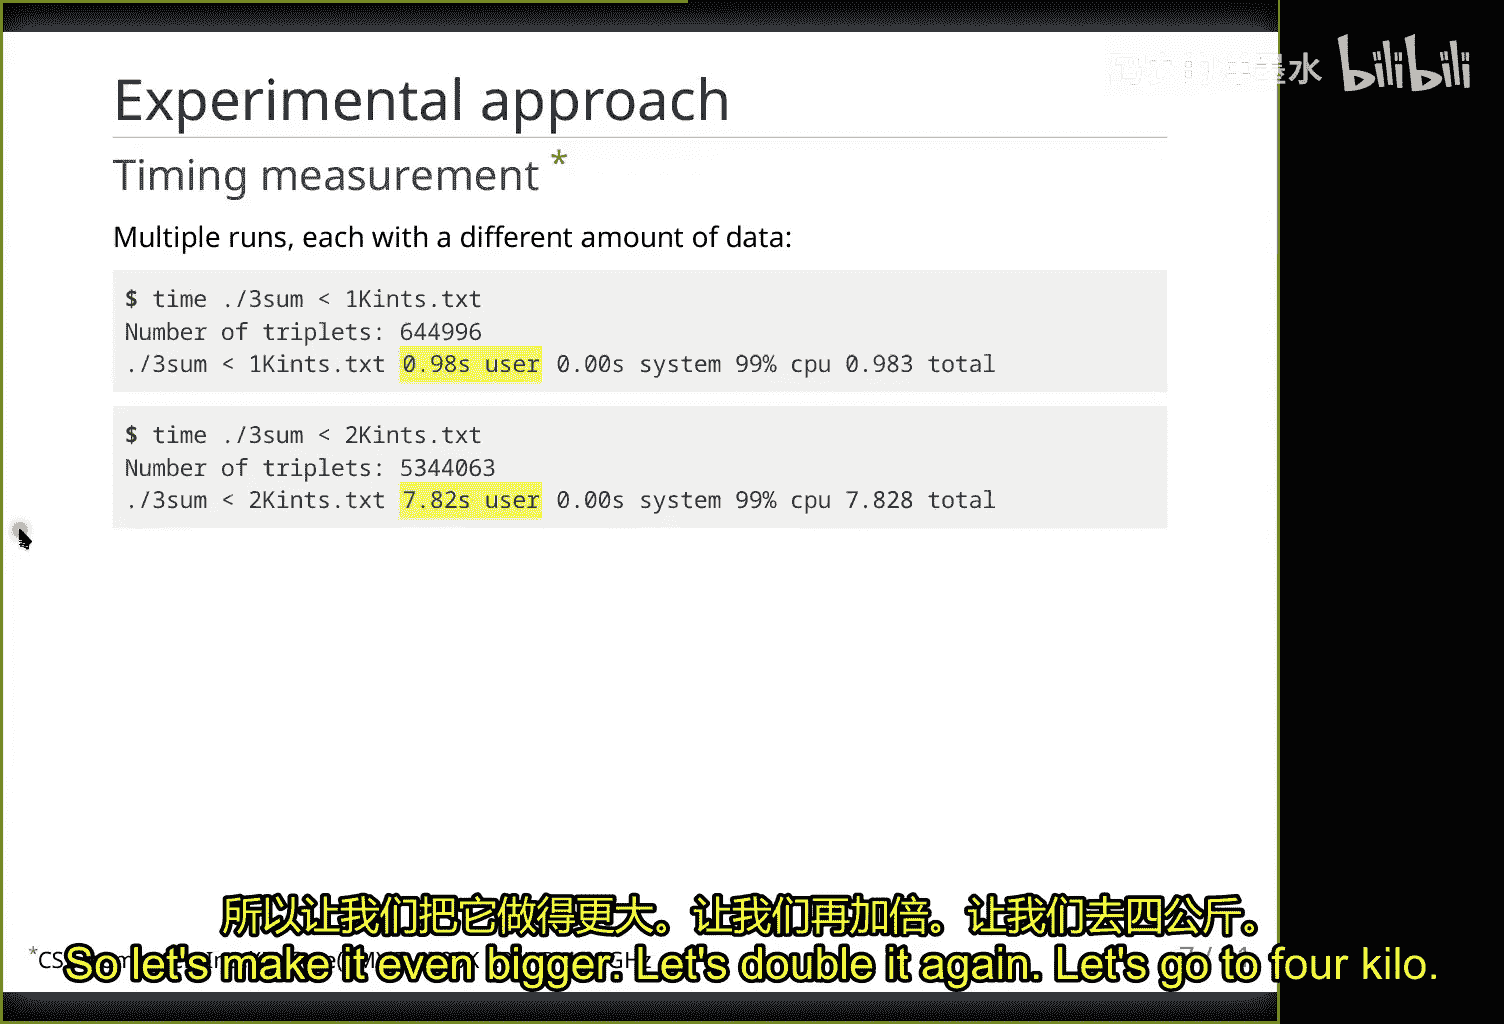 水 bilibili
Experimental approach
Timing measurement *
Multiple runs, each with a different amount of data:
$ time ./3sum < 1Kints.txt
Number of triplets: 644996
./3sum < 1Kints.txt 0.98s user 0.00s system 99% cpu 0.983 total
$ time ./3sum < 2Kints.txt
Number of triplets: 5344063
./3sum < 2Kints.txt 7.82s user 0.00s system 99% cpu 7.828 total
所以让我们把它做得更大。让我们再加倍。让我们去四公斤。
So let's make it even bigger. Let's double it again. Let's go to four kilo.